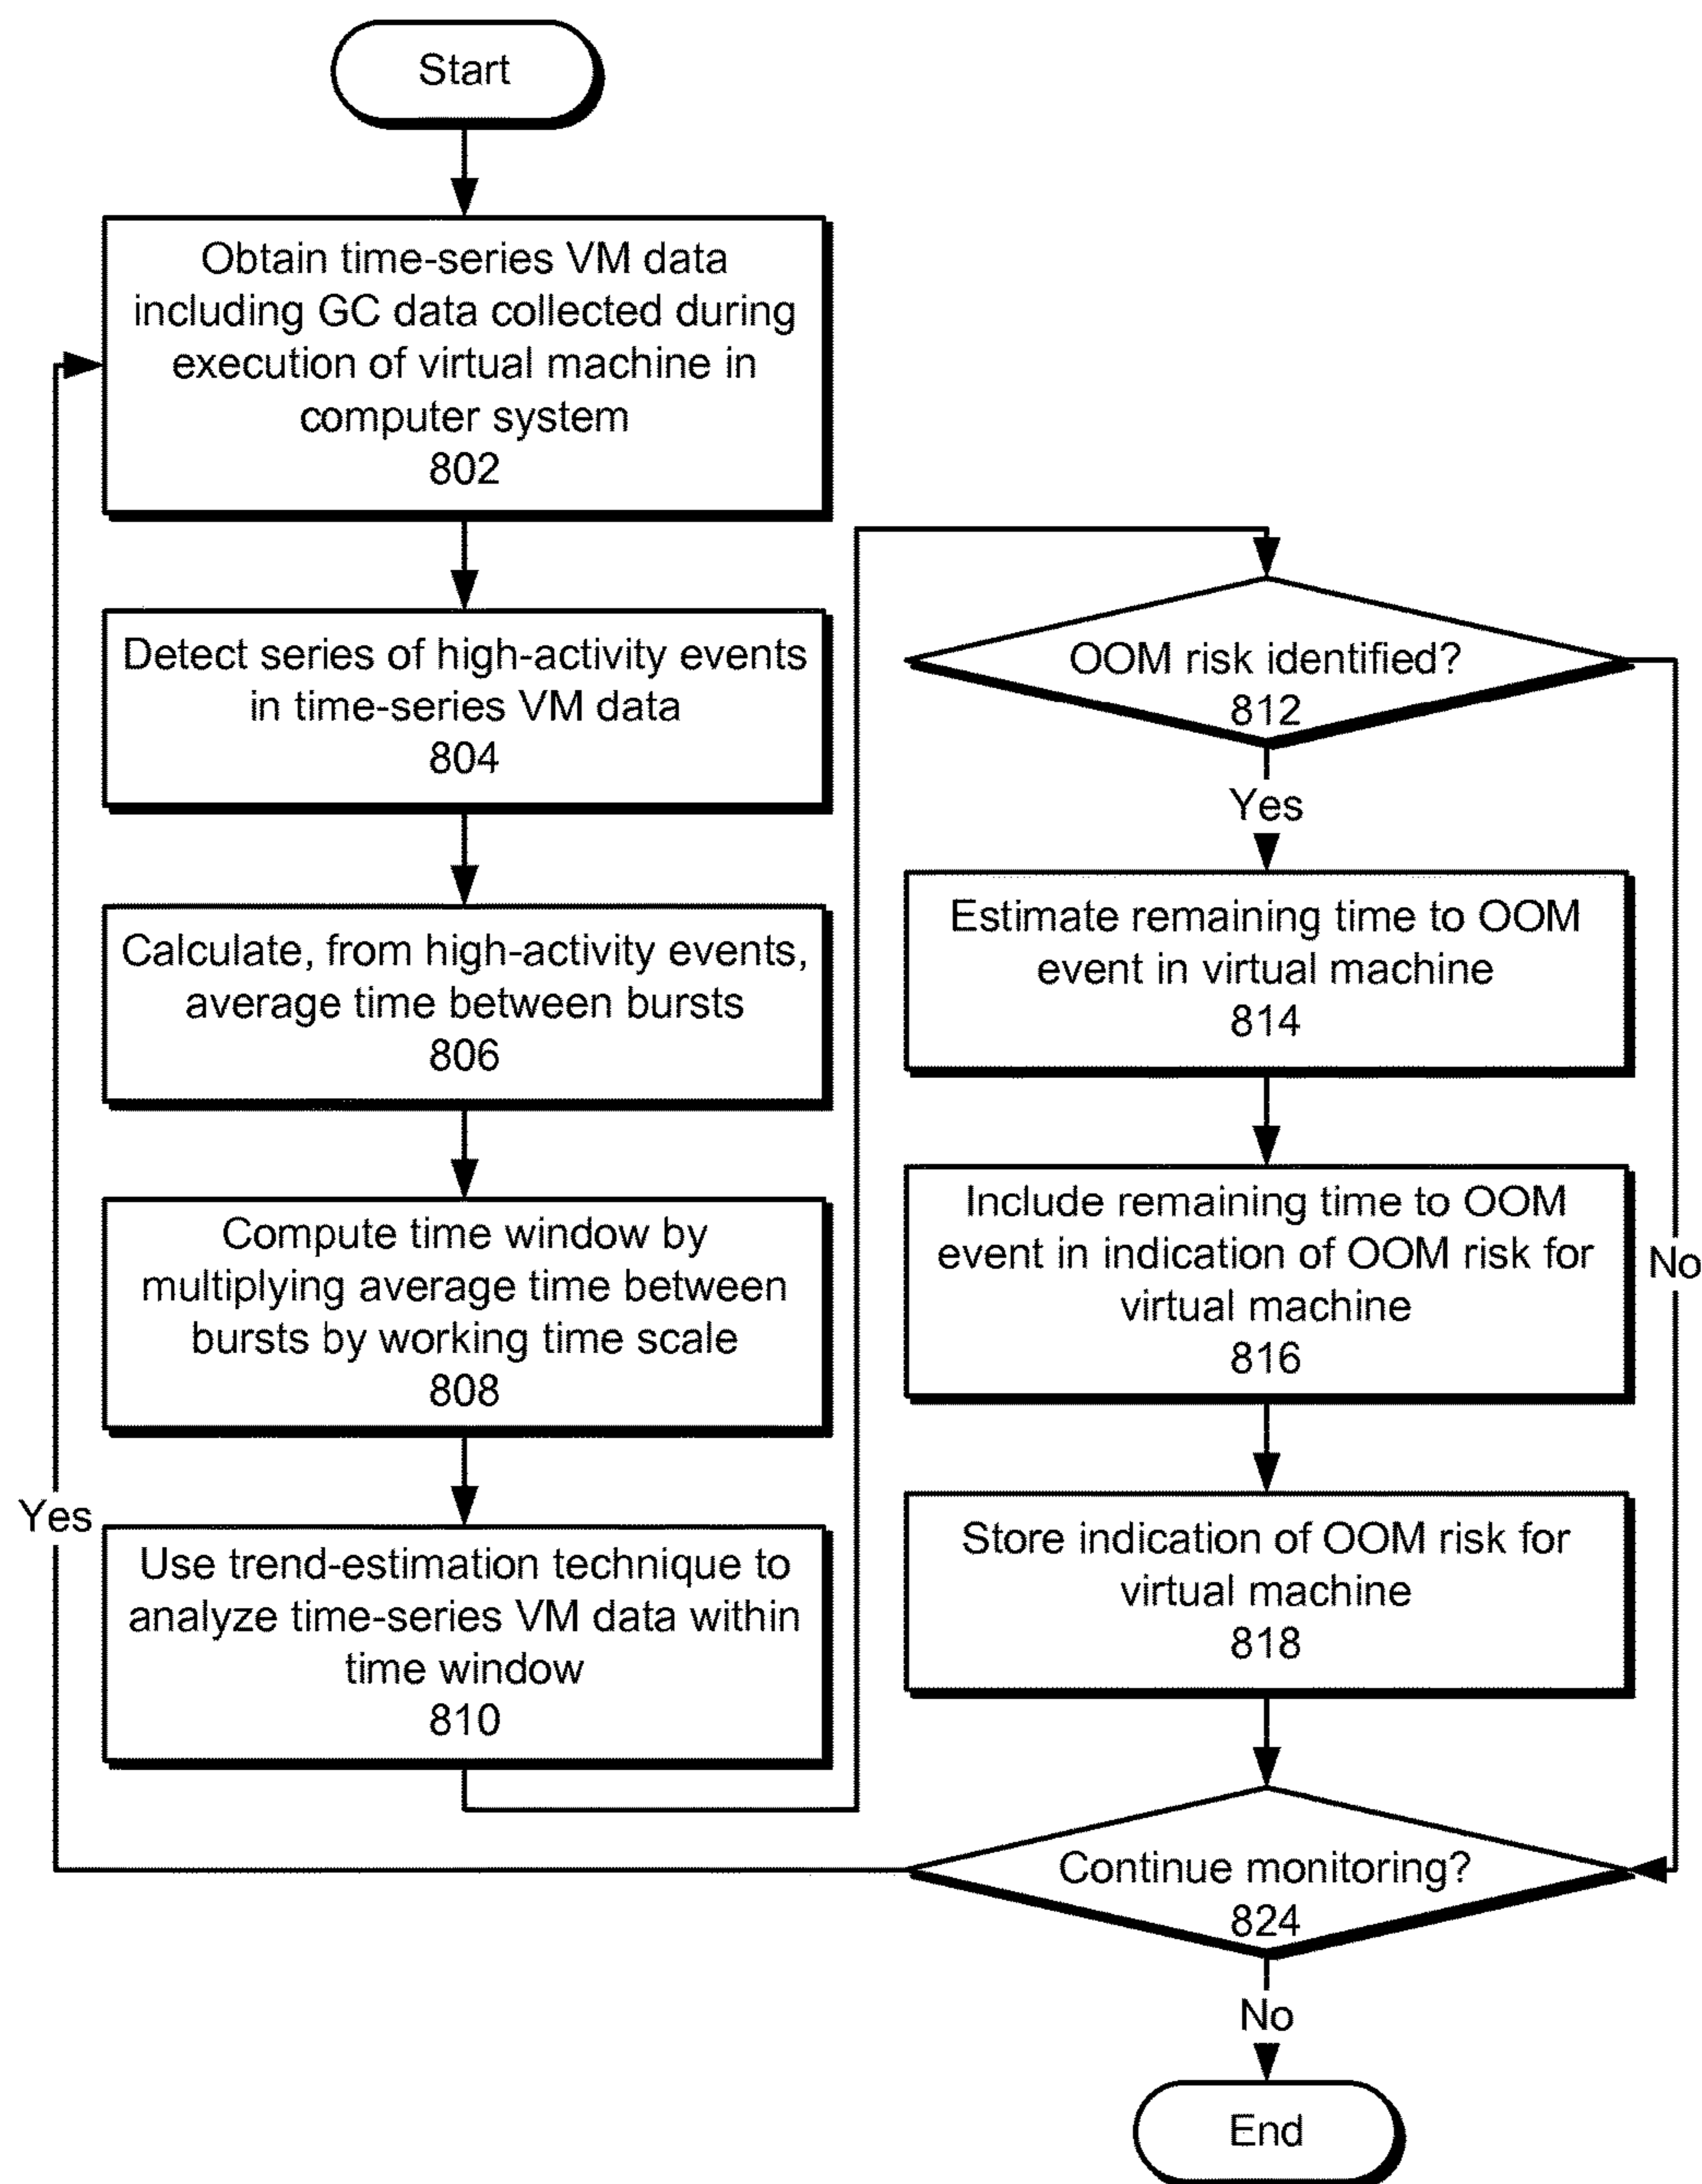 Start
Obtain time-series VM data
including GC data collected during
execution of virtual machine in
computer system
802
Detect series of high-activity events
in time-series VM data
804
Calculate, from high-activity events,
average time between bursts
806
Compute time window by
multiplying average time between
bursts by working time scale
808
Use trend-estimation technique to
analyze time-series VM data within
time window
810
OOM risk identified?
812
Yes
Estimate remaining time to OOM
event in virtual machine
814
Include remaining time to OOM
event in indication of OOM risk for
virtual machine
816
No
Store indication of OOM risk for
virtual machine
818
Continue monitoring?
824
Yes
No
End